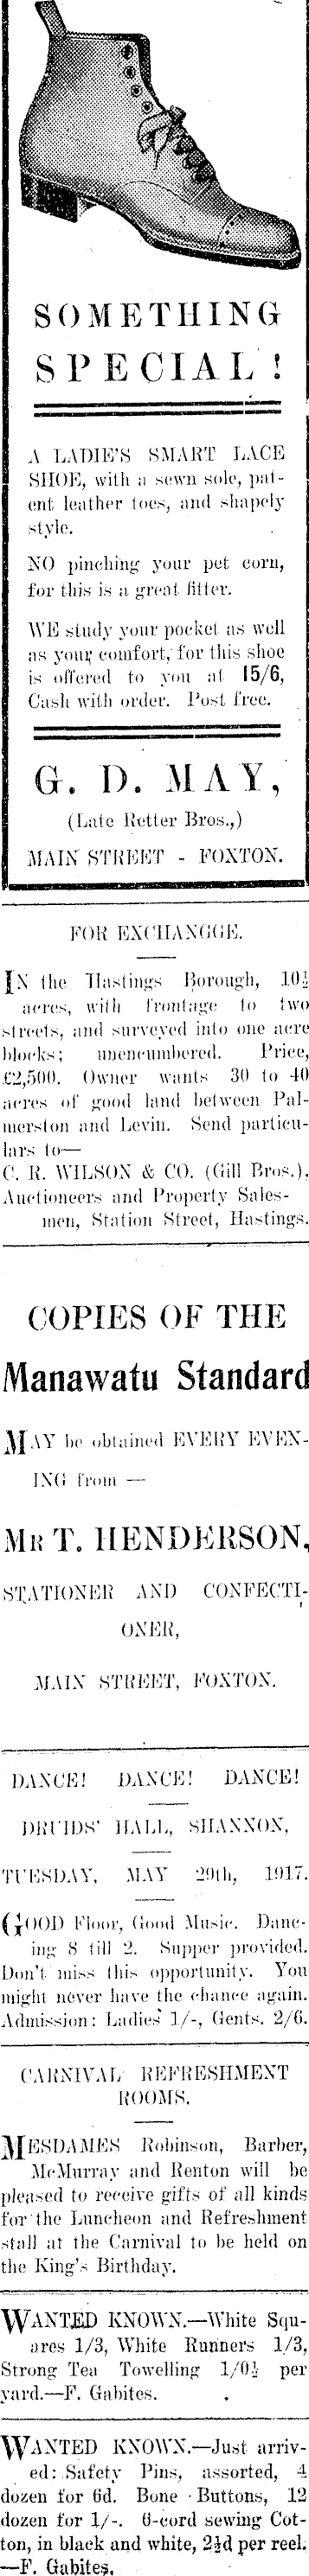 SOMETHING
SPECIAL!
A LADIE'S SMART LACE
SHOE, with a sewn sole, pat-
ent leather toes, and shapely
style.
NO pinching your pet corn,
for this is a great fitter.
WE study your pocket as well
as your comfort, for this shoe
is offered to you at 15/6,
Cash with order. Post free.
G. D. MAY,
(Late Retter Bros.,)
MAIN STREET - FOXTON.
FOR EXCHANGGE.
IN the Hastings Borough, 10½
acres, with frontage to two
streets, and surveyed into one acre
blocks; unencumbered. Price,
£2,500. Owner wants 30 to 40
acres of good land between Pal-
merston and Levin. Send particu-
lars to—
C. R. WILSON & CO. (Gill Bros.),
Auctioneers and Property Sales-
men, Station Street, Hastings.
COPIES OF THE
Manawatu Standard
MAY be obtained EVERY EVEN-
ING from —
MR T. HENDERSON,
STATIONER AND CONFECTI-
ONER,
MAIN STREET, FOXTON.
DANCE! DANCE! DANCE!
DRUIDS' HALL, SHANNON,
TUESDAY, MAY 29th, 1917.
GOOD Floor, Good Music. Danc-
ing 8 till 2. Supper provided.
Don't miss this opportunity. You
might never have the chance again.
Admission: Ladies 1/-, Gents. 2/6.
CARNIVAL REFRESHMENT
ROOMS.
MESDAMES Robinson, Barber,
McMurray and Renton will be
pleased to receive gifts of all kinds
for the Luncheon and Refreshment
stall at the Carnival to be held on
the King's Birthday.
WANTED KNOWN.—White Squ-
ares 1/3, White Runners 1/3,
Strong Tea Towelling 1/0½ per
yard.—F. Gabites.
WANTED KNOWN.—Just arriv-
ed: Safety Pins, assorted, 4
dozen for 6d. Bone Buttons, 12
dozen for 1/-. 6-cord sewing Cot-
ton, in black and white, 2½d per reel.
—F. Gabites.